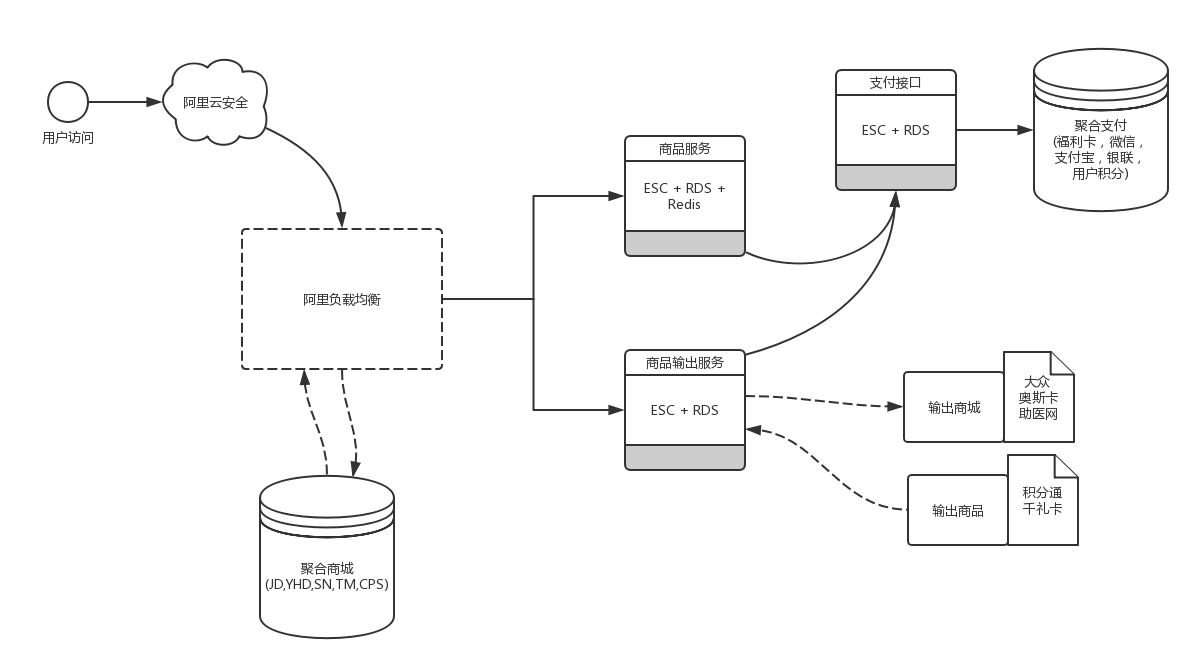 用户访问
阿里云安全
阿里负载均衡
聚合商城
(JD,YHD,SN,TM,CPS)
商品服务
ESC + RDS +
Redis
商品输出服务
ESC + RDS
支付接口
ESC + RDS
聚合支付
(福利卡，微信，
支付宝，银联，
用户积分)
输出商城
大众
奥斯卡
助医网
输出商品
积分通
千礼卡